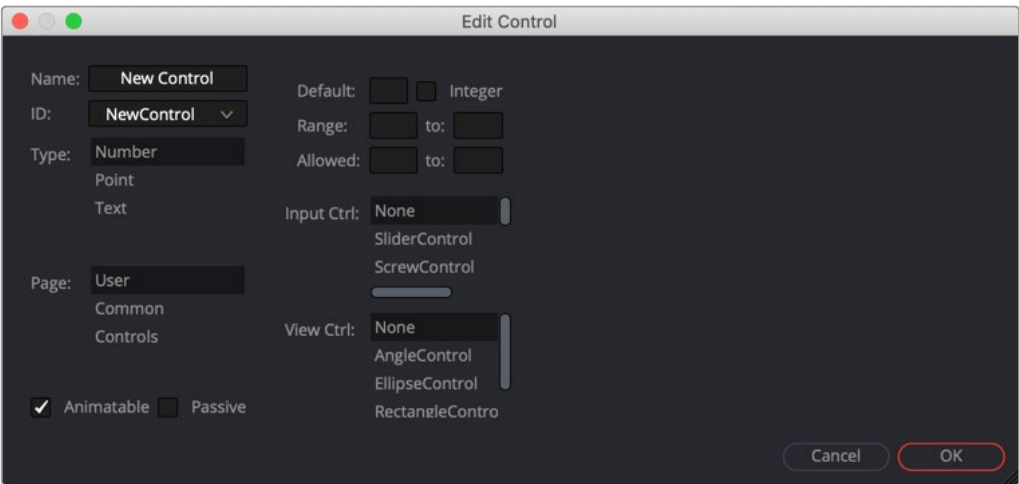 Edit Control
Name: New Control
ID: NewControl
Type: Number
Point
Text
Page: User
Common
Controls
Animatable Passive
Default: Integer
Range: to:
Allowed: to:
Input Ctrl: None
SliderControl
ScrewControl
View Ctrl: None
AngleControl
EllipseControl
RectangleContro
Cancel OK